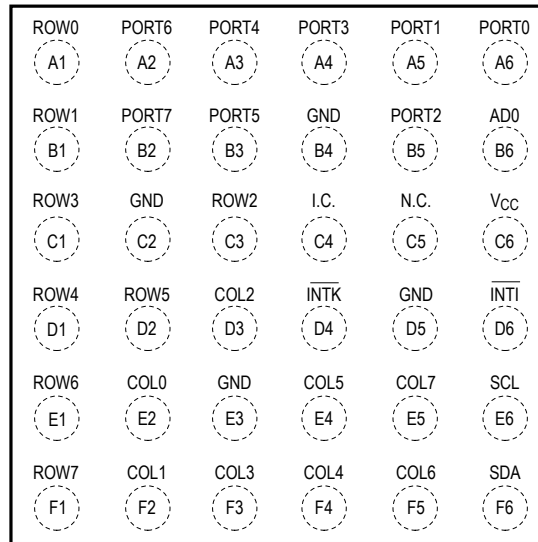 ROW0 PORT6 PORT4 PORT3 PORT1 PORT0
A1 A2 A3 A4 A5 A6
ROW1 PORT7 PORT5 GND PORT2 AD0
B1 B2 B3 B4 B5 B6
ROW3 GND ROW2 I.C. N.C. VCC
C1 C2 C3 C4 C5 C6
ROW4 ROW5 COL2 INTK GND INTI
D1 D2 D3 D4 D5 D6
ROW6 COL0 GND COL5 COL7 SCL
E1 E2 E3 E4 E5 E6
ROW7 COL1 COL3 COL4 COL6 SDA
F1 F2 F3 F4 F5 F6